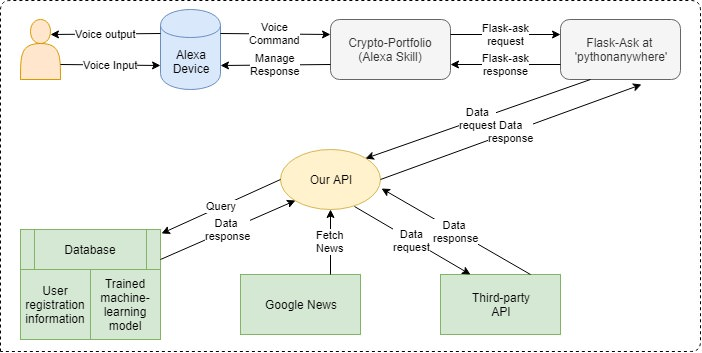 Voice output
Voice Input
Alexa
Device
Voice
Command
Manage
Response
Crypto-Portfolio
(Alexa Skill)
Flask-ask
request
Flask-ask
response
Flask-Ask at
'pythonanywhere'
Data
request
Data
response
Our API
Query
Data
response
Database
User
registration
information
Trained
machine-
learning
model
Fetch
News
Google News
Data
request
Data
response
Third-party
API